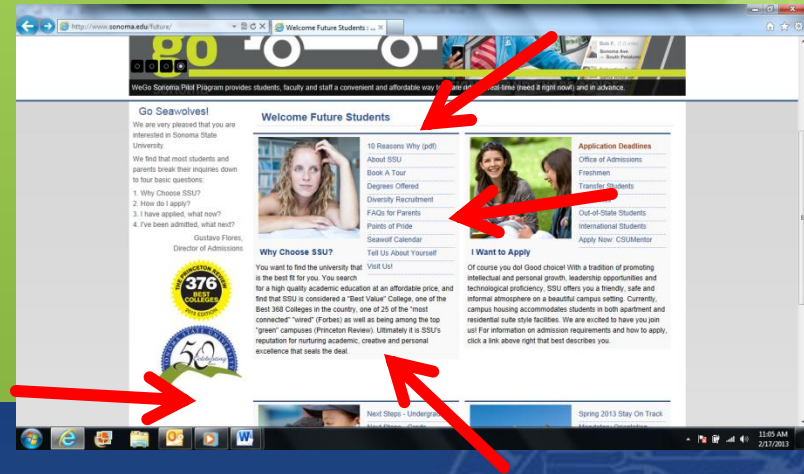 http://www.sonoma.edu/future/
Welcome Future Students : ...
go
WeGo Sonoma Pilot Program provides students, faculty and staff a convenient and affordable way to
real-time (need it right now!) and in advance.
Go Seawolves!
We are very pleased that you are
interested in Sonoma State
University.
We find that most students and
parents break their inquiries down
to four basic questions:
1. Why Choose SSU?
2. How do I apply?
3. I have applied, what now?
4. I've been admitted, what next?
Gustavo Flores,
Director of Admissions
THE PRINCETON REVIEW
376
BEST
COLLEGES
2013 EDITION
SONOMA STATE UNIVERSITY
50
Celebrating
Welcome Future Students
10 Reasons Why (pdf)
About SSU
Book A Tour
Degrees Offered
Diversity Recruitment
FAQs for Parents
Points of Pride
Seawolf Calendar
Tell Us About Yourself
Visit Us!
Why Choose SSU?
You want to find the university that
is the best fit for you. You search
for a high quality academic education at an affordable price, and
find that SSU is considered a "Best Value" College, one of the
Best 368 Colleges in the country, one of 25 of the "most
connected" "wired" (Forbes) as well as being among the top
"green" campuses (Princeton Review). Ultimately it is SSU's
reputation for nurturing academic, creative and personal
excellence that seals the deal.
Application Deadlines
Office of Admissions
Freshmen
Transfer Students
Out-of-State Students
International Students
Apply Now: CSUMentor
I Want to Apply
Of course you do! Good choice! With a tradition of promoting
intellectual and personal growth, leadership opportunities and
technological proficiency, SSU offers you a friendly, safe and
informal atmosphere on a beautiful campus setting. Currently,
campus housing accommodates students in both apartment and
residential suite style facilities. We are excited to have you join
us! For information on admission requirements and how to apply,
click a link above right that best describes you.
Next Steps - Undergrad
Spring 2013 Stay On Track
11:05 AM
2/17/2013